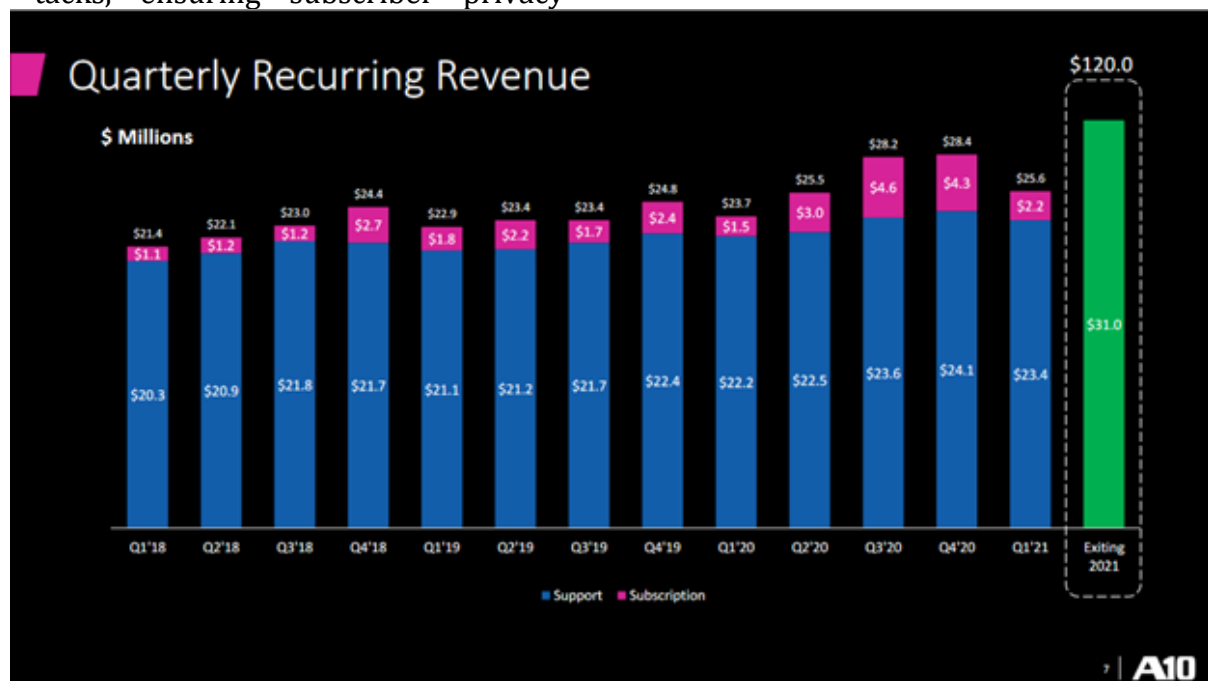 tacks, ensuring subscriber privacy
Quarterly Recurring Revenue
$120.0
$ Millions
$21.4 $22.1 $23.0 $24.4 $22.9 $23.4 $23.4 $24.8 $23.7 $25.5 $28.2 $28.4 $25.6
$1.1 $1.2 $1.2 $2.7 $1.8 $2.2 $1.7 $2.4 $1.5 $3.0 $4.6 $4.3 $2.2
$20.3 $20.9 $21.8 $21.7 $21.1 $21.2 $21.7 $22.4 $22.2 $22.5 $23.6 $24.1 $23.4 $31.0
Q1'18 Q2'18 Q3'18 Q4'18 Q1'19 Q2'19 Q3'19 Q4'19 Q1'20 Q2'20 Q3'20 Q4'20 Q1'21 Exiting
2021
Support Subscription
7 | A10